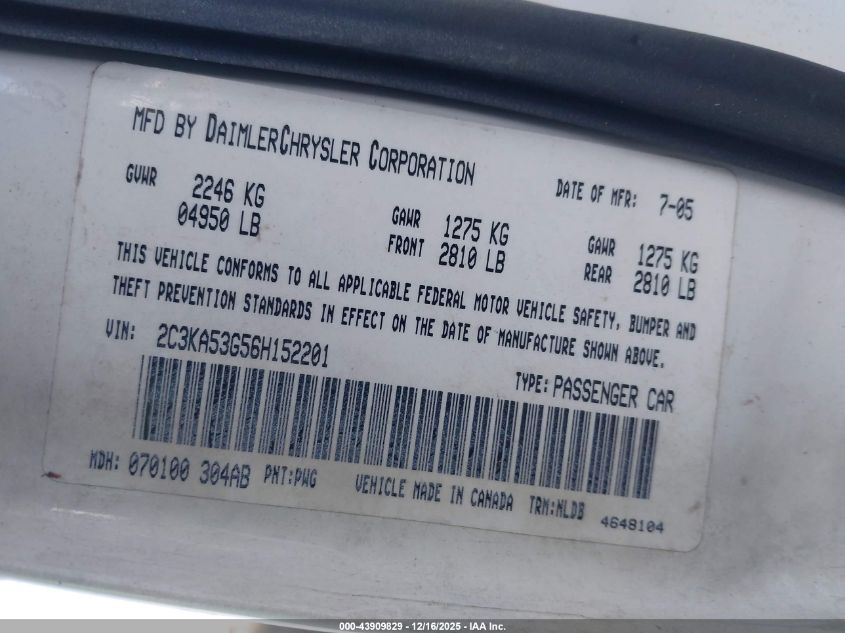 MFD BY DAIMLERCHRYSLER CORPORATION
DATE OF MFR: 7-05
GVWR 2246 KG
04950 LB
GAWR FRONT 1275 KG
2810 LB
GAWR REAR 1275 KG
2810 LB
THIS VEHICLE CONFORMS TO ALL APPLICABLE FEDERAL MOTOR VEHICLE SAFETY, BUMPER AND
THEFT PREVENTION STANDARDS IN EFFECT ON THE DATE OF MANUFACTURE SHOWN ABOVE.
VIN: 2C3KA53G56H152201
TYPE: PASSENGER CAR
MDH: 070100 304AB PNT:PWG VEHICLE MADE IN CANADA TRM:NLDB
4648104
000-43909829 - 12/16/2025 - IAA Inc.